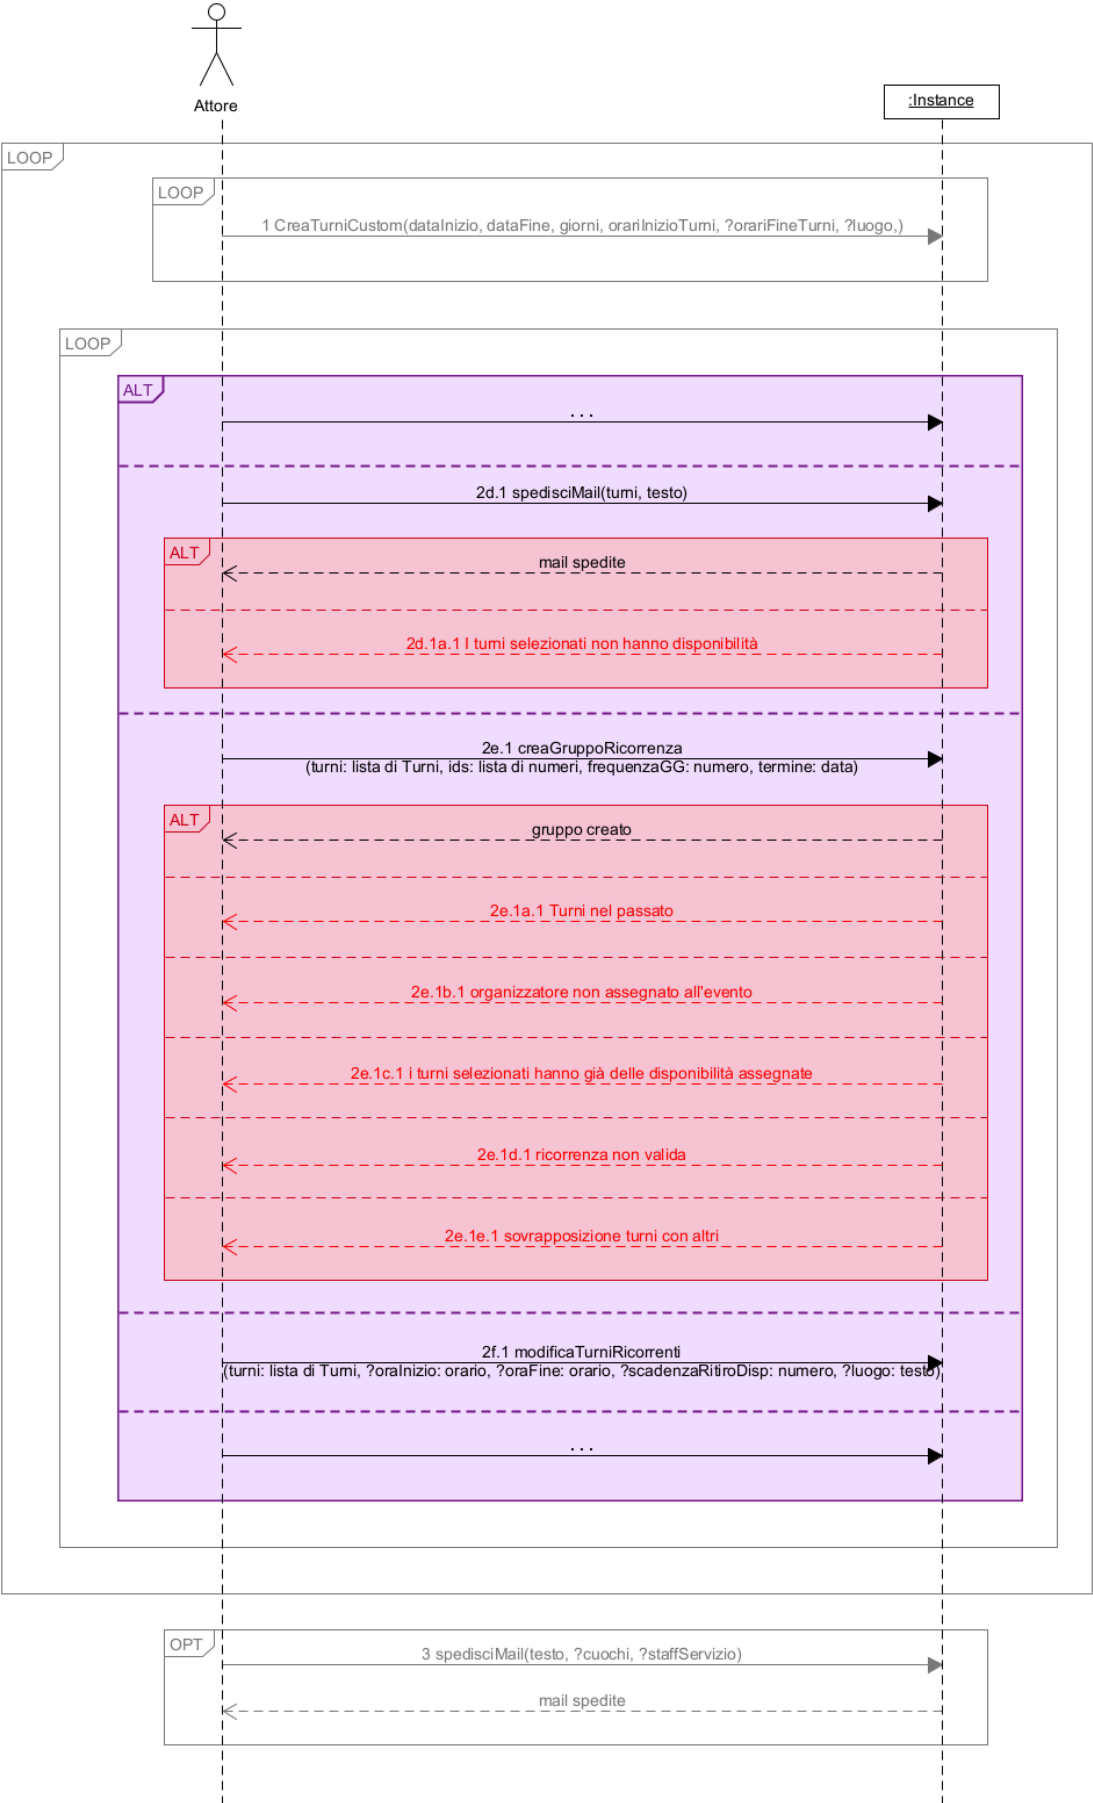 Attore
:Instance
LOOP
LOOP
1 CreaTurniCustom(dataInizio, dataFine, giorni, orariInizioTurni, ?orariFineTurni, ?luogo,)
LOOP
ALT
...
2d.1 spedisciMail(turni, testo)
ALT
mail spedite
2d.1a.1 I turni selezionati non hanno disponibilità
2e.1 creaGruppoRicorrenza
(turni: lista di Turni, ids: lista di numeri, frequenzaGG: numero, termine: data)
ALT
gruppo creato
2e.1a.1 Turni nel passato
2e.1b.1 organizzatore non assegnato all'evento
2e.1c.1 i turni selezionati hanno già delle disponibilità assegnate
2e.1d.1 ricorrenza non valida
2e.1e.1 sovrapposizione turni con altri
2f.1 modificaTurniRicorrenti
(turni: lista di Turni, ?oraInizio: orario, ?oraFine: orario, ?scadenzaRitiroDisp: numero, ?luogo: testo)
...
OPT
3 spedisciMail(testo, ?cuochi, ?staffServizio)
mail spedite